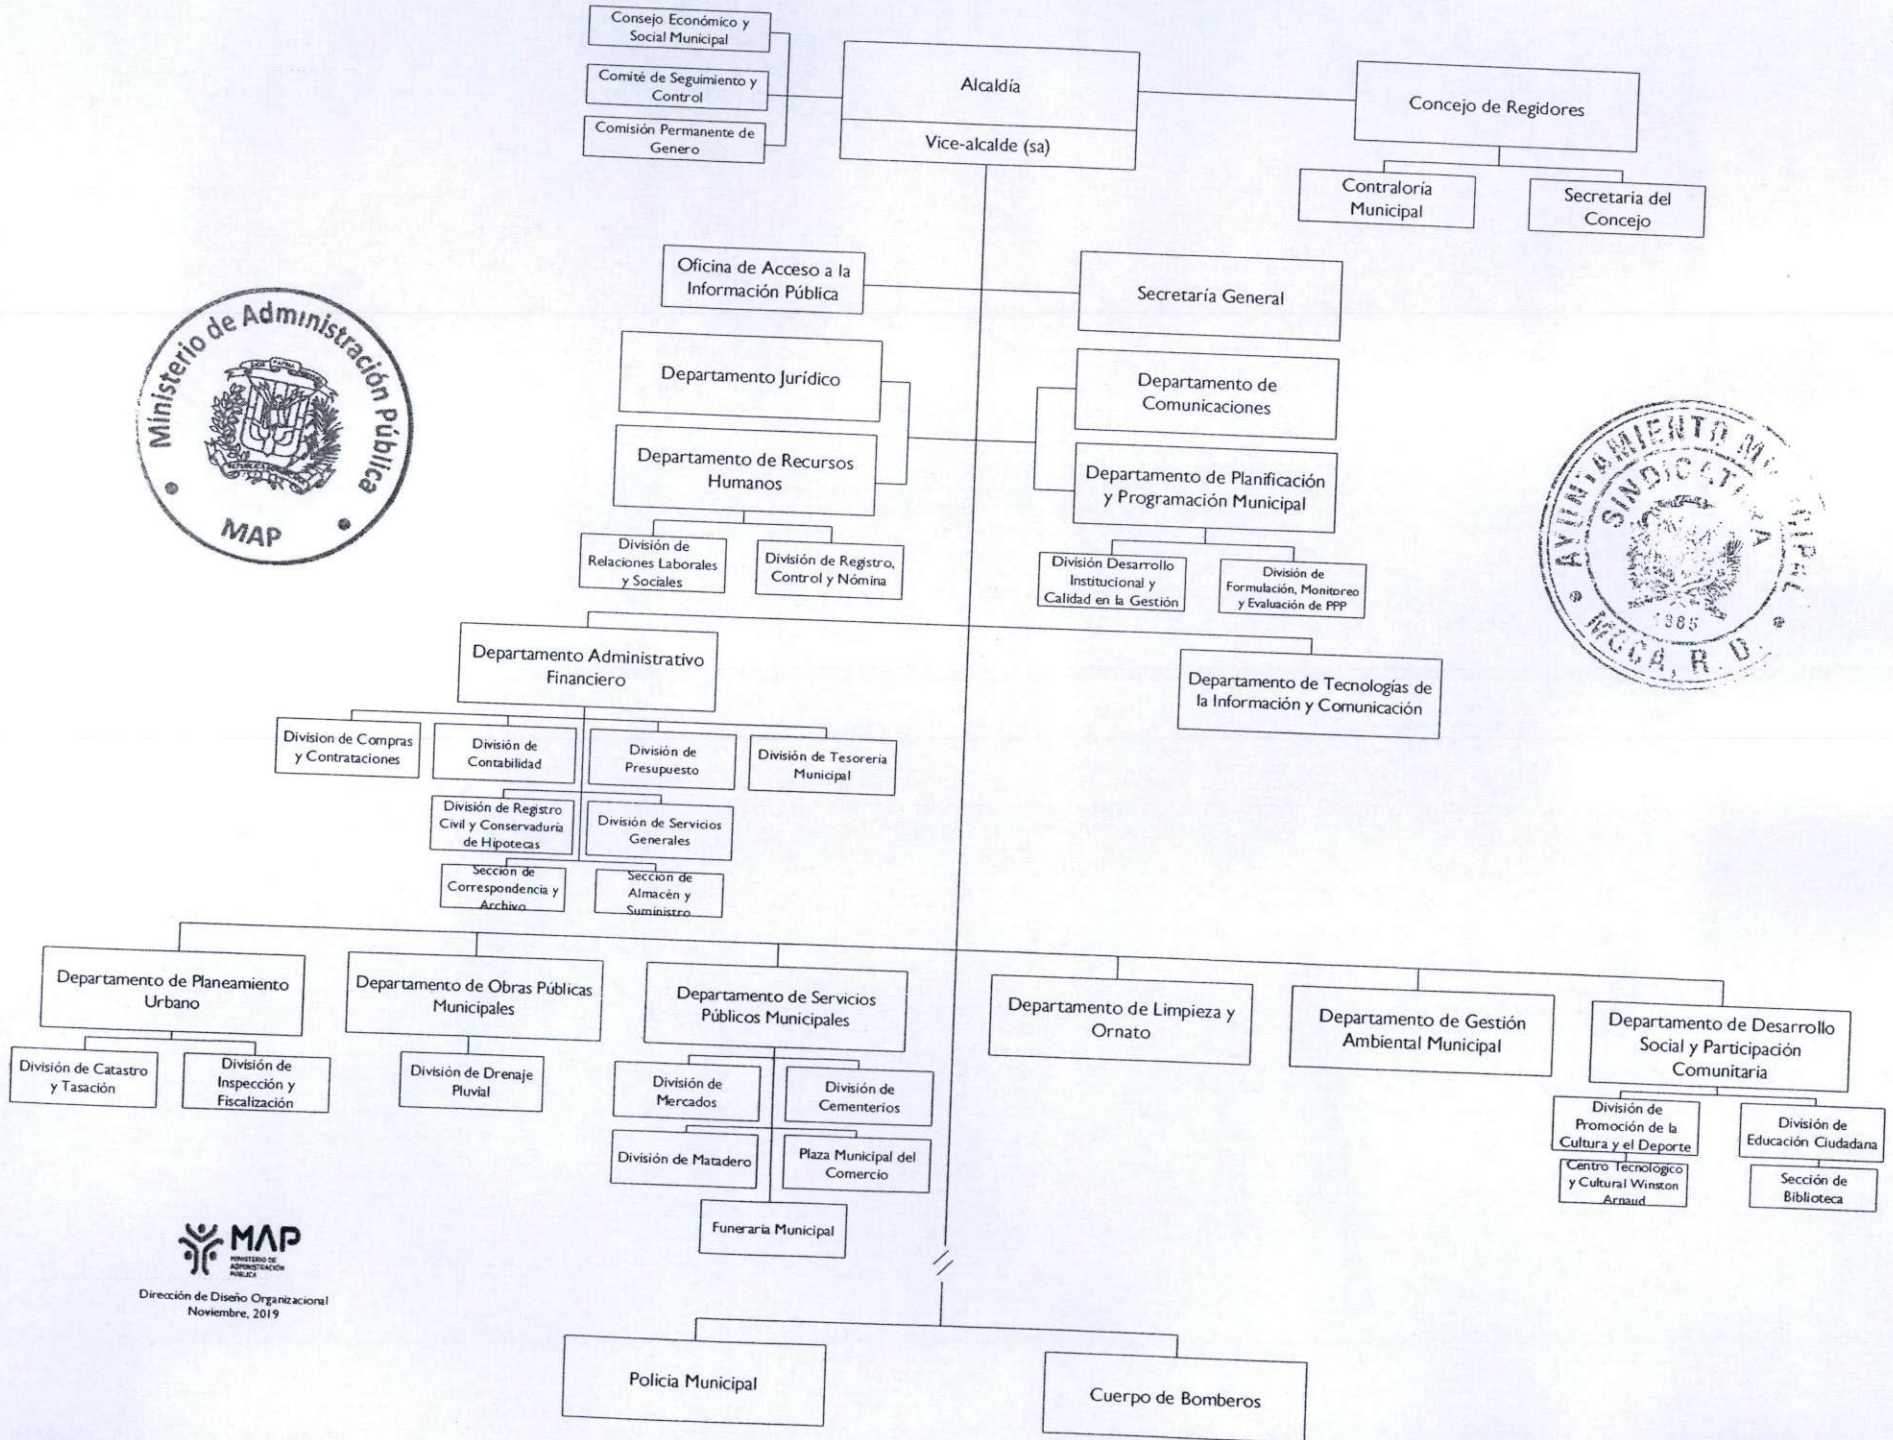 Consejo Económico y
Social Municipal
Comité de Seguimiento y
Control
Comisión Permanente de
Genero
Alcaldía
Vice-alcalde (sa)
Concejo de Regidores
Contraloría
Municipal
Secretaria del
Concejo
Oficina de Acceso a la
Información Pública
Secretaría General
Departamento Jurídico
Departamento de
Comunicaciones
Departamento de Recursos
Humanos
Departamento de Planificación
y Programación Municipal
División de
Relaciones Laborales
y Sociales
División de Registro,
Control y Nómina
División Desarrollo
Institucional y
Calidad en la Gestión
División de
Formulación, Monitoreo
y Evaluación de PPP
Ministerio de Administración Pública
MAP
AYUNTAMIENTO MUNICIPAL
SINDICATURA
1885
MOCA, R. D.
Departamento Administrativo
Financiero
Departamento de Tecnologías de
la Información y Comunicación
Division de Compras
y Contrataciones
División de
Contabilidad
División de
Presupuesto
División de Tesorería
Municipal
División de Registro
Civil y Conservaduría
de Hipotecas
División de Servicios
Generales
Sección de
Correspondencia y
Archivo
Sección de
Almacén y
Suministro
Departamento de Planeamiento
Urbano
Departamento de Obras Públicas
Municipales
Departamento de Servicios
Públicos Municipales
Departamento de Limpieza y
Ornato
Departamento de Gestión
Ambiental Municipal
Departamento de Desarrollo
Social y Participación
Comunitaria
División de Catastro
y Tasación
División de
Inspección y
Fiscalización
División de Drenaje
Pluvial
División de
Mercados
División de
Cementerios
División de Matadero
Plaza Municipal del
Comercio
Funeraria Municipal
División de
Promoción de la
Cultura y el Deporte
División de
Educación Ciudadana
Centro Tecnológico
y Cultural Winston
Arnaud
Sección de
Biblioteca
MAP
MINISTERIO DE
ADMINISTRACIÓN
PÚBLICA
Dirección de Diseño Organizacional
Noviembre, 2019
Policia Municipal
Cuerpo de Bomberos